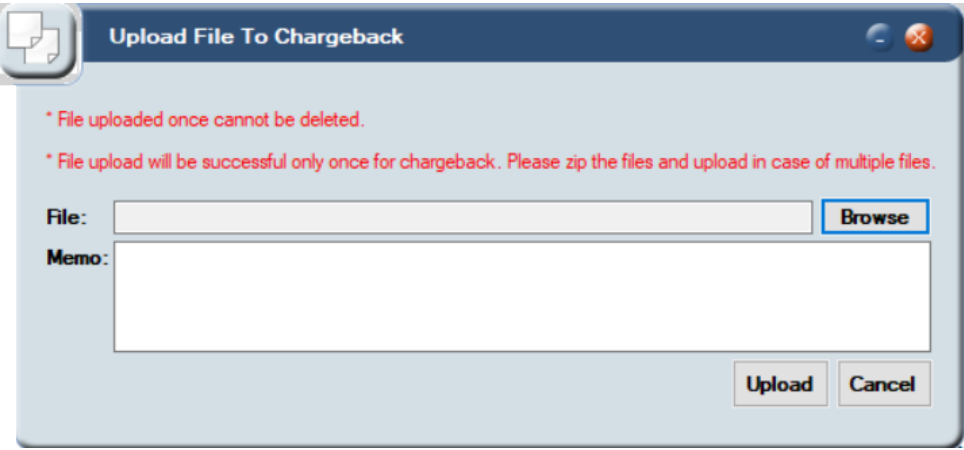 Upload File To Chargeback
* File uploaded once cannot be deleted.
* File upload will be successful only once for chargeback. Please zip the files and upload in case of multiple files.
File: Browse
Memo:
Upload Cancel